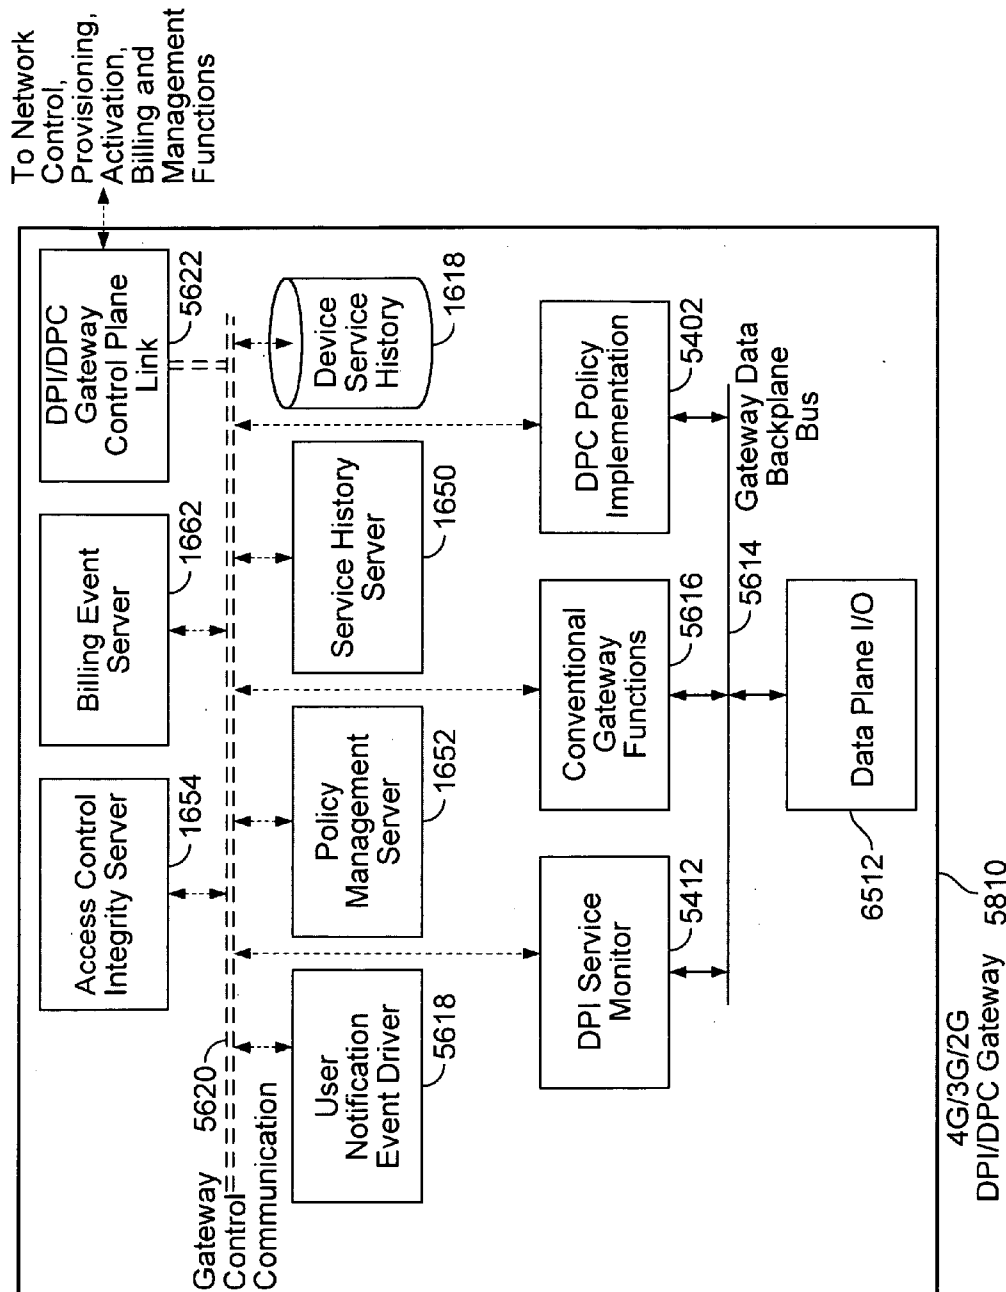 To Network
Control,
Provisioning,
Activation,
Billing and
Management
Functions
Access Control
Integrity Server
1654
Billing Event
Server
1662
DPI/DPC
Gateway
Control Plane
Link
5622
Gateway 5620
Control
Communication
User
Notification
Event Driver
5618
Policy
Management
Server
1652
Service History
Server
1650
Device
Service
History
1618
DPI Service
Monitor
5412
Conventional
Gateway
Functions
5616
DPC Policy
Implementation
5402
5614
Gateway Data
Backplane
Bus
Data Plane I/O
6512
4G/3G/2G
DPI/DPC Gateway 5810